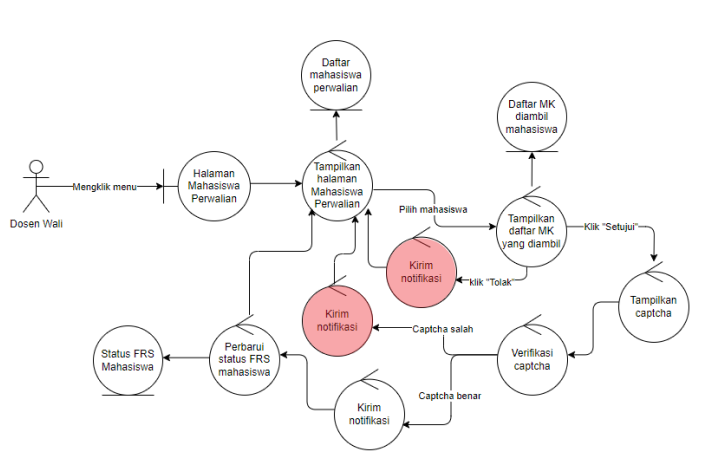 Daftar
mahasiswa
perwalian
Daftar MK
diambil
mahasiswa
Dosen Wali
Mengklik menu
Halaman
Mahasiswa
Perwalian
Tampilkan
halaman
Mahasiswa
Perwalian
Pilih mahasiswa
Tampilkan
daftar MK
yang diambil
Klik "Setujui"
Kirim
notifikasi
klik "Tolak
Tampilkan
captcha
Kirim
notifikasi
Captcha salah
Verifikasi
captcha
Status FRS
Mahasiswa
Perbarui
status FRS
mahasiswa
Captcha benar
Kirim
notifikasi